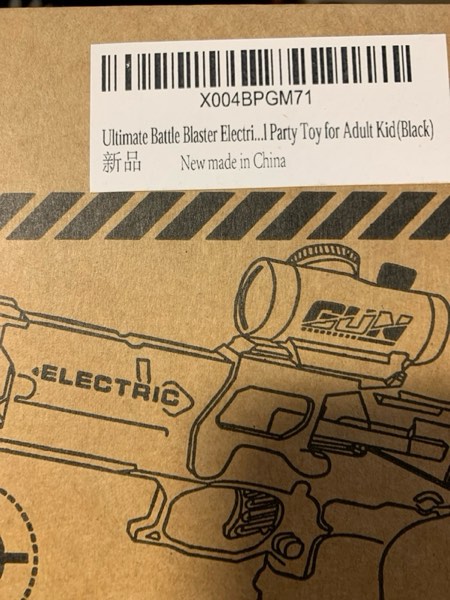 X004BPGM71
Ultimate Battle Blaster Electri...l Party Toy for Adult Kid(Black)
新品 New made in China
GUN
ELECTRIC